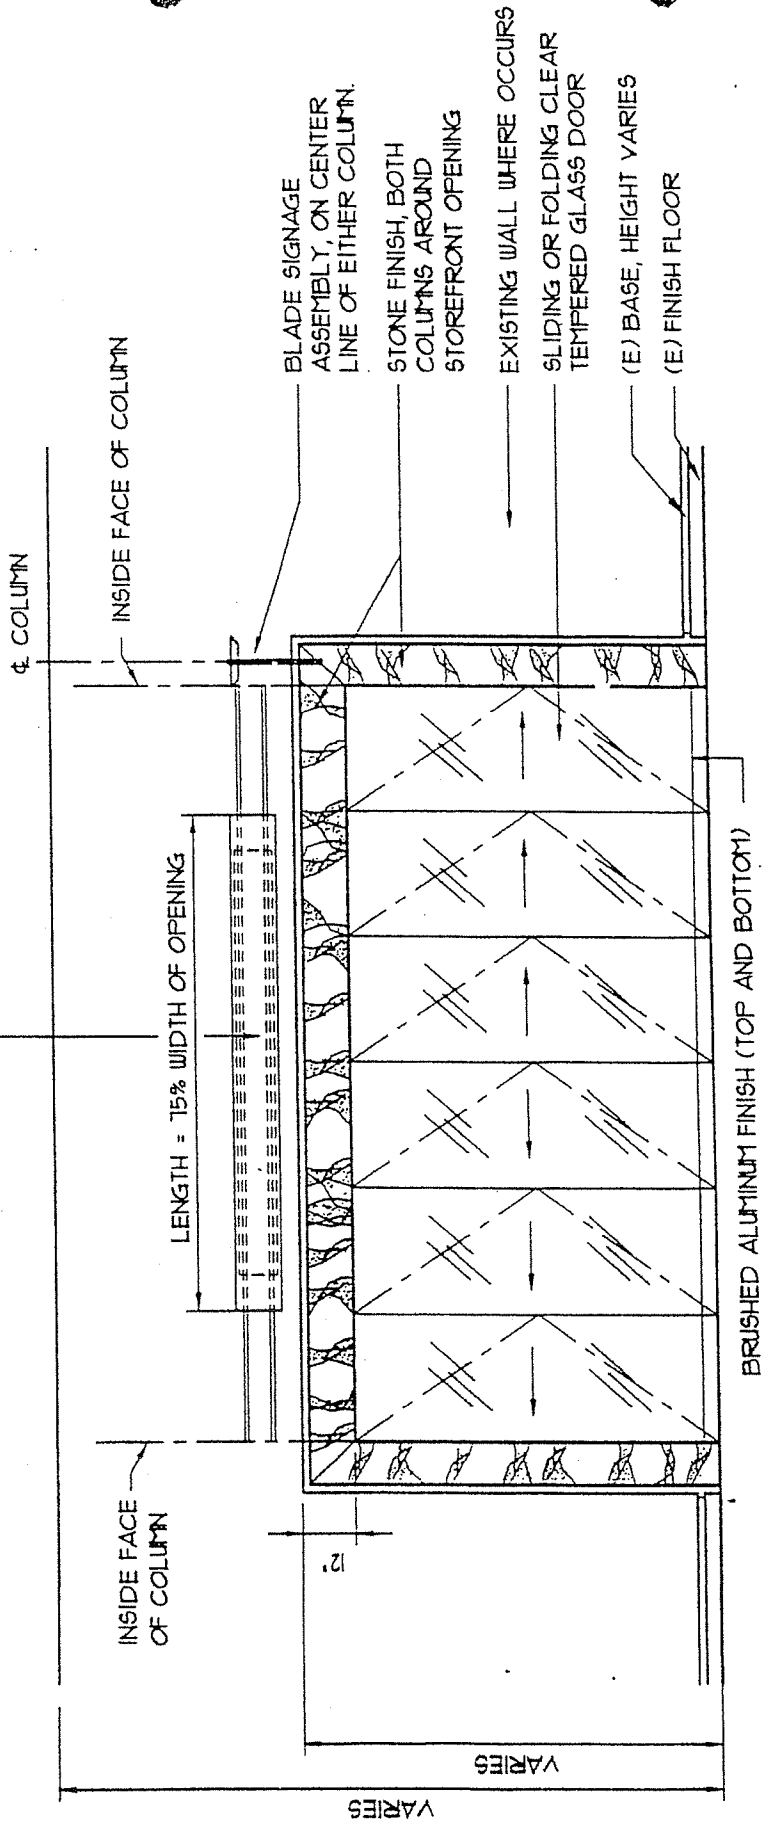 ℄ COLUMN
INSIDE FACE OF COLUMN
BLADE SIGNAGE
ASSEMBLY, ON CENTER
LINE OF EITHER COLUMN.
STONE FINISH, BOTH
COLUMNS AROUND
STOREFRONT OPENING
EXISTING WALL WHERE OCCURS
SLIDING OR FOLDING CLEAR
TEMPERED GLASS DOOR
(E) BASE, HEIGHT VARIES
(E) FINISH FLOOR
LENGTH = 75% WIDTH OF OPENING
BRUSHED ALUMINUM FINISH (TOP AND BOTTOM)
INSIDE FACE
OF COLUMN
12"
VARIES
VARIES